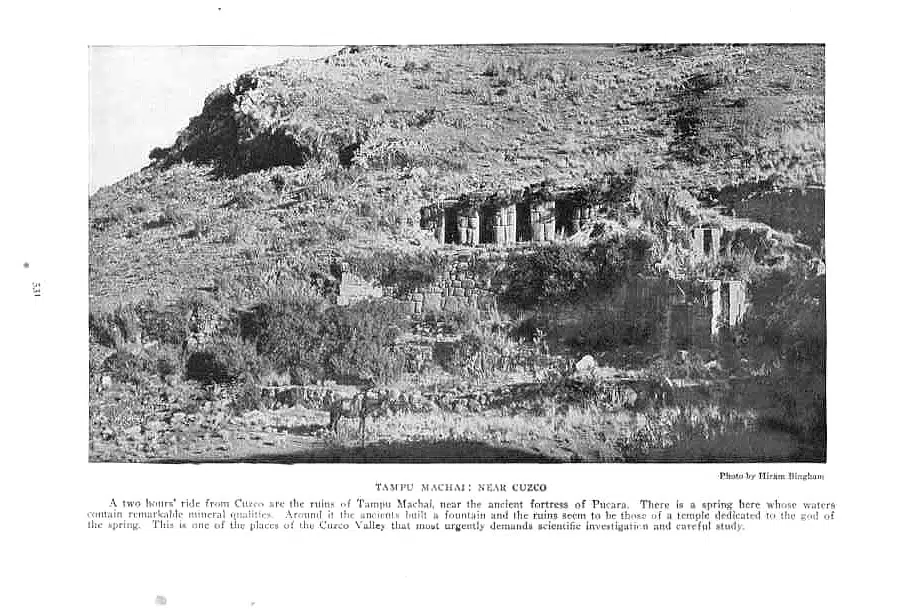 531
Photo by Hiram Bingham
TAMPU MACHAI: NEAR CUZCO
A two hours' ride from Cuzco are the ruins of Tampu Machai, near the ancient fortress of Pucara. There is a spring here whose waters
contain remarkable mineral qualities. Around it the ancients built a fountain and the ruins seem to be those of a temple dedicated to the god of
the spring. This is one of the places of the Cuzco Valley that most urgently demands scientific investigation and careful study.